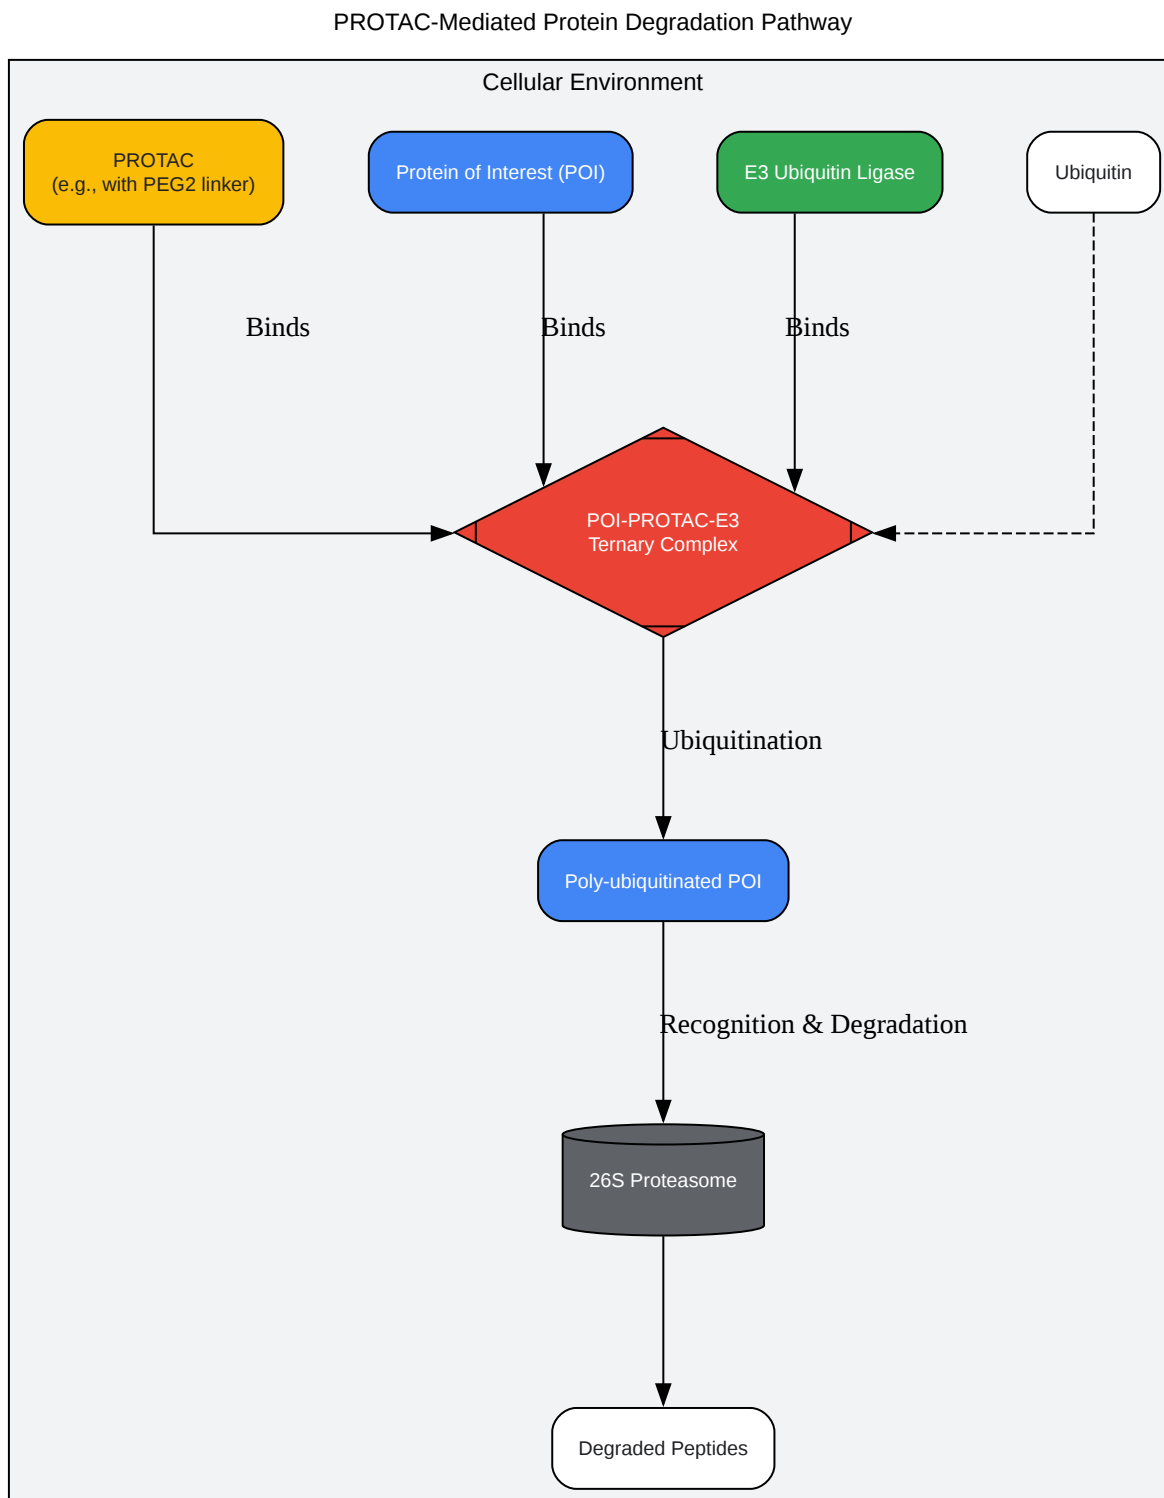 PROTAC-Mediated Protein Degradation Pathway
Cellular Environment
PROTAC
(e.g., with PEG2 linker)
Protein of Interest (POI)
E3 Ubiquitin Ligase
Ubiquitin
Binds
Binds
Binds
POI-PROTAC-E3
Ternary Complex
Ubiquitination
Poly-ubiquitinated POI
Recognition & Degradation
26S Proteasome
Degraded Peptides